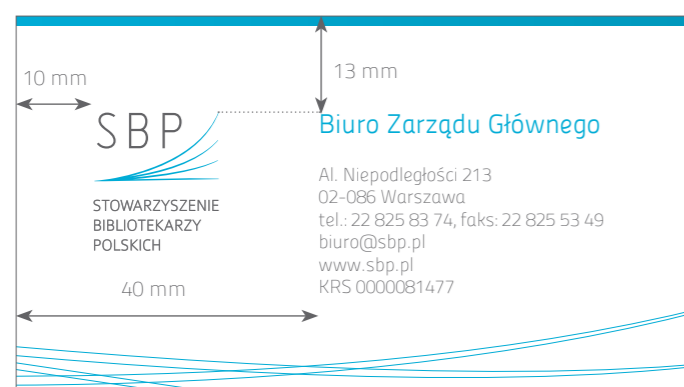 10 mm
13 mm
SBP
STOWARZYSZENIE
BIBLIOTEKARZY
POLSKICH
Biuro Zarządu Głównego
Al. Niepodległości 213
02-086 Warszawa
tel.: 22 825 83 74, faks: 22 825 53 49
biuro@sbp.pl
www.sbp.pl
KRS 0000081477
40 mm